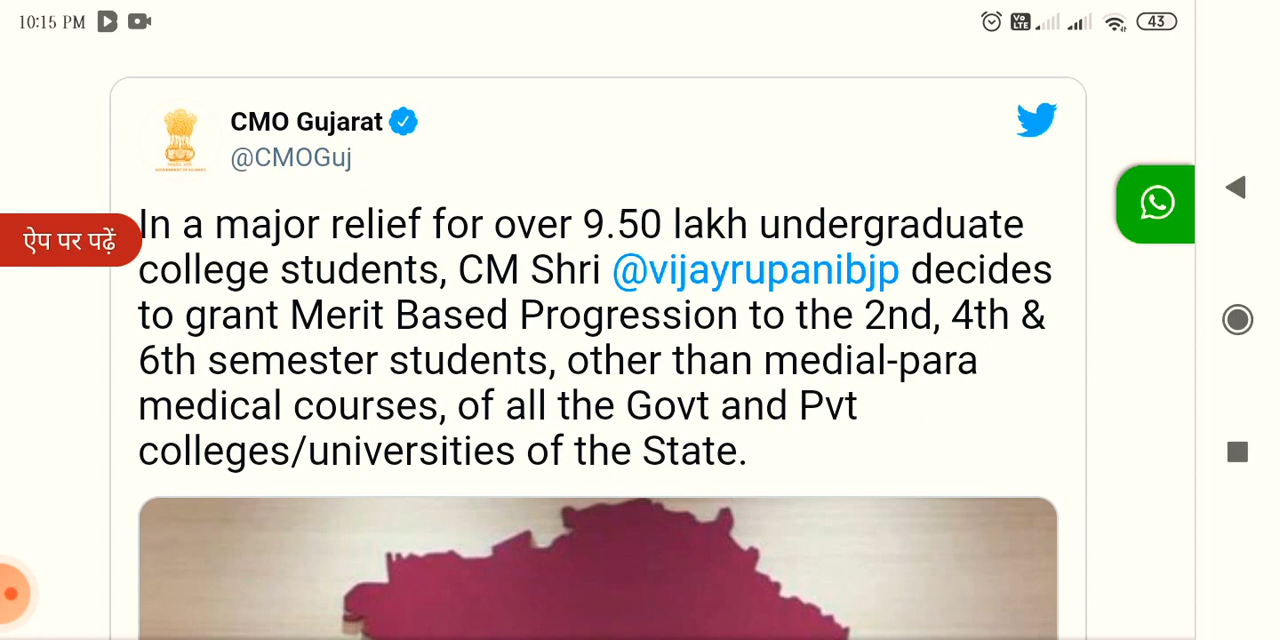 10:15 PM
Vo LTE
43
CMO Gujarat
@CMOGuj
ऐप पर पढ़ें
In a major relief for over 9.50 lakh undergraduate
college students, CM Shri @vijayrupanibjp decides
to grant Merit Based Progression to the 2nd, 4th &
6th semester students, other than medial-para
medical courses, of all the Govt and Pvt
colleges/universities of the State.